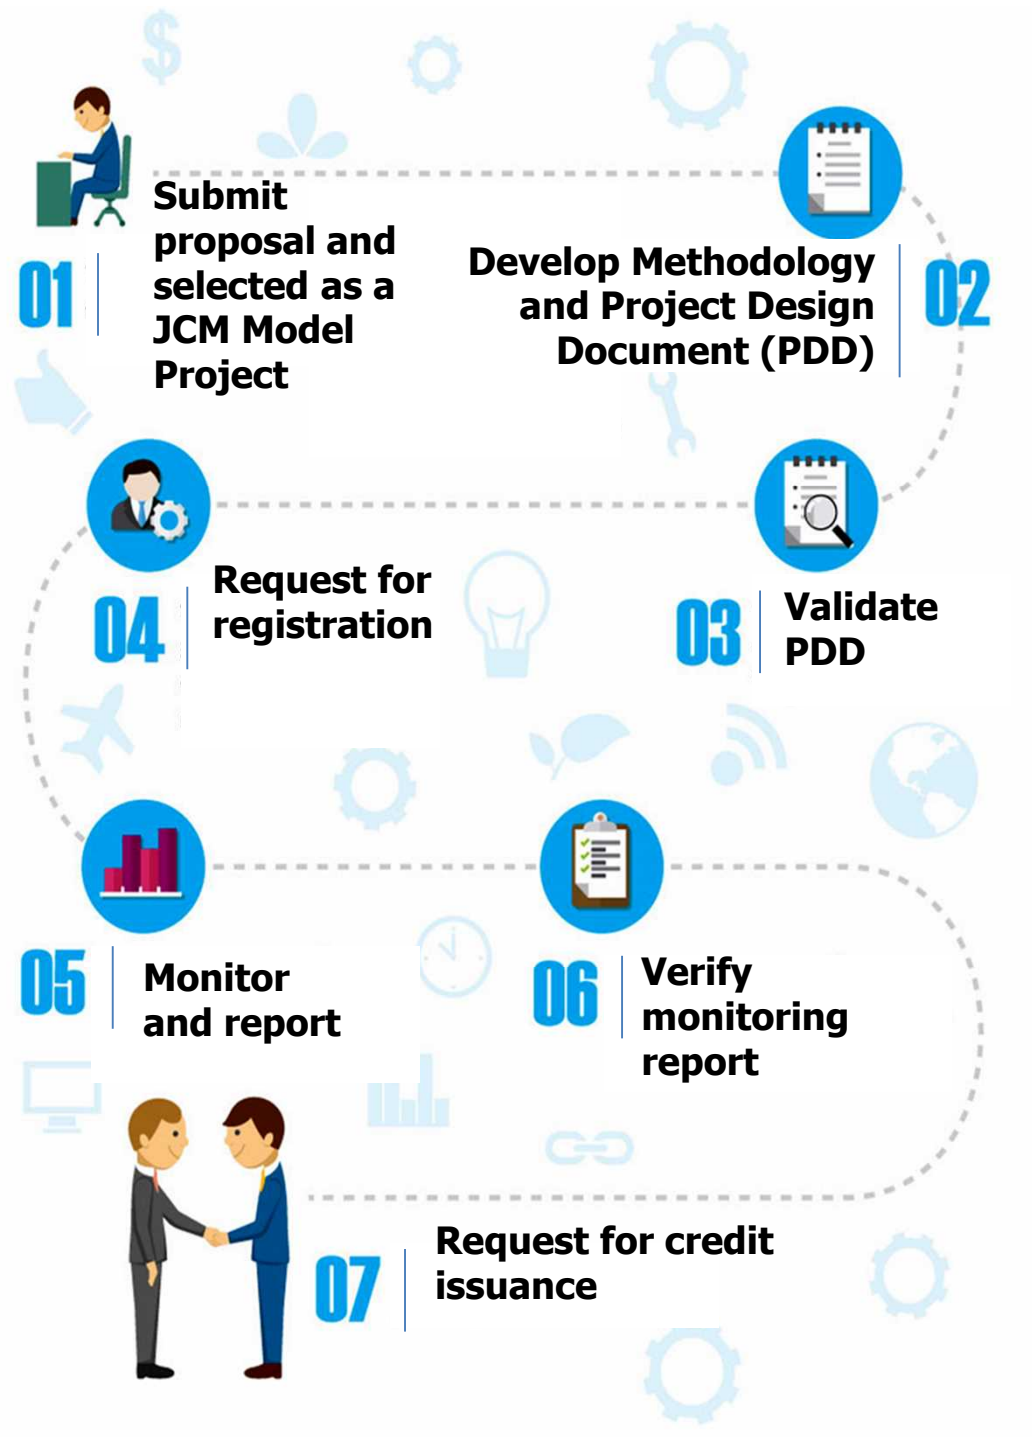 01
Submit
proposal and
selected as a
JCM Model
Project
Develop Methodology
and Project Design
Document (PDD)
02
03
Validate
PDD
04
Request for
registration
05
Monitor
and report
06
Verify
monitoring
report
07
Request for credit
issuance